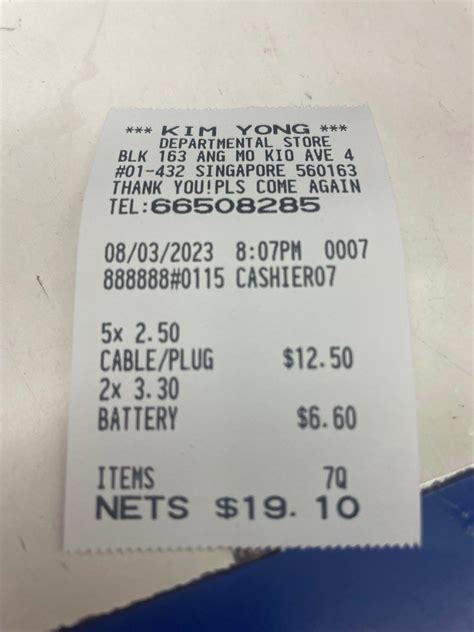 *** KIM YONG ***
DEPARTMENTAL STORE
BLK 163 ANG MO KIO AVE 4
#01-432 SINGAPORE 560163
THANK YOU!PLS COME AGAIN
TEL:66508285
08/03/2023 8:07PM 0007
888888#0115 CASHIER07
5x 2.50
CABLE/PLUG $12.50
2x 3.30
BATTERY $6.60
ITEMS 7Q
NETS $19.10